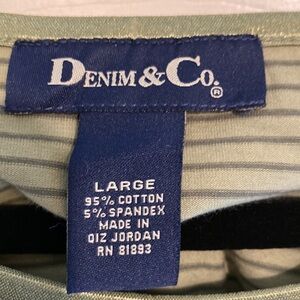 DENIM & CO.®
LARGE
95% COTTON
5% SPANDEX
MADE IN
QIZ JORDAN
RN 81893